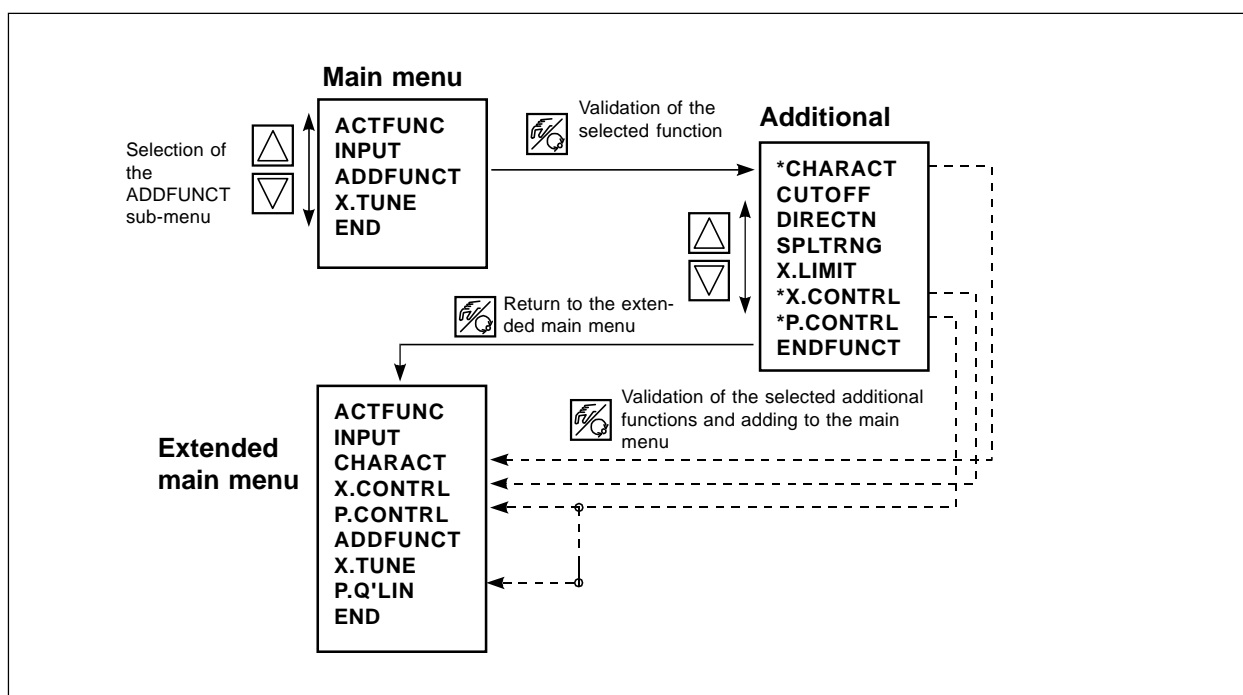 Main menu
Selection of
the
ADDFUNCT
sub-menu
ACTFUNC
INPUT
ADDFUNCT
X.TUNE
END
Validation of the
selected function
Additional
*CHARACT
CUTOFF
DIRECTN
SPLTRNG
X.LIMIT
*X.CONTRL
*P.CONTRL
ENDFUNCT
Return to the exten-
ded main menu
Extended
main menu
ACTFUNC
INPUT
CHARACT
X.CONTRL
P.CONTRL
ADDFUNCT
X.TUNE
P.Q'LIN
END
Validation of the selected additional
functions and adding to the main
menu